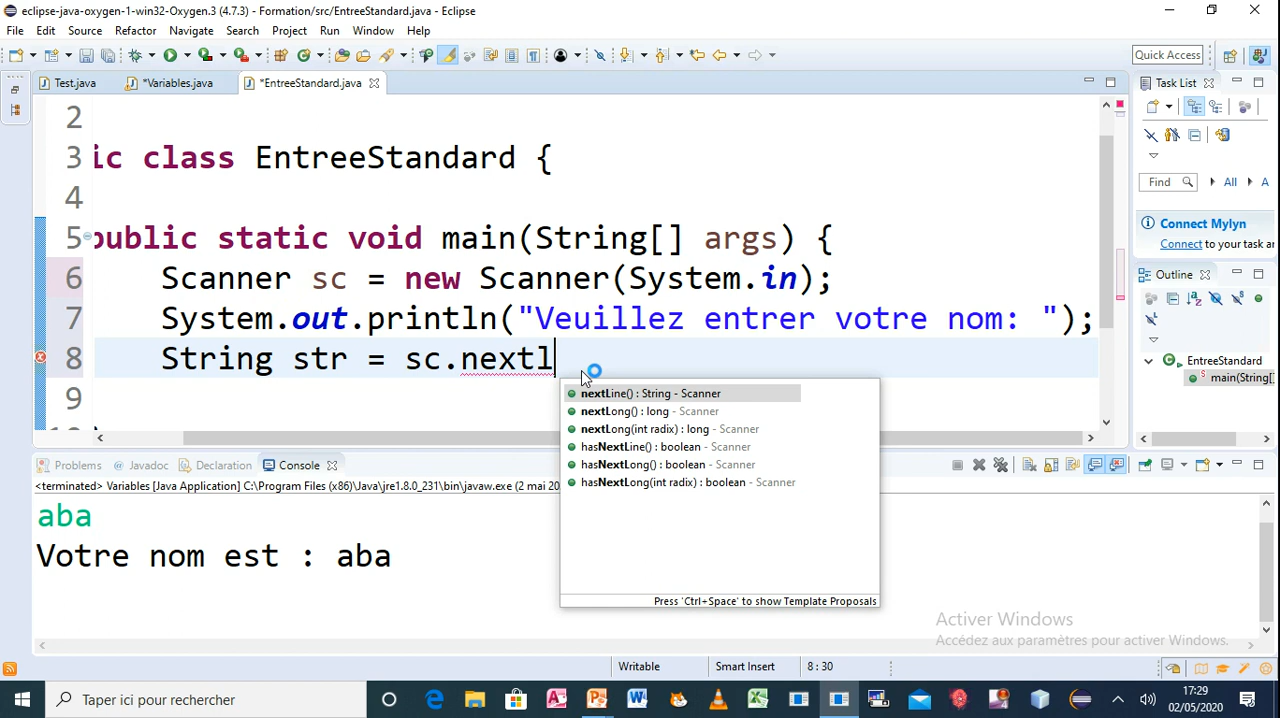 eclipse-java-oxygen-1-win32-Oxygen.3 (4.7.3) - Formation/src/EntreeStandard.java - Eclipse
File Edit Source Refactor Navigate Search Project Run Window Help
Quick Access
Test.java *Variables.java *EntreeStandard.java
Task List
2
3 ic class EntreeStandard {
4
5 public static void main(String[] args) {
6 Scanner sc = new Scanner(System.in);
7 System.out.println("Veuillez entrer votre nom: ");
8 String str = sc.nextl
9
Find All A
Connect Mylyn
Connect to your task ar
Outline
EntreeStandard
main(String[]
nextLine() : String - Scanner
nextLong() : long - Scanner
nextLong(int radix) : long - Scanner
hasNextLine() : boolean - Scanner
hasNextLong() : boolean - Scanner
hasNextLong(int radix) : boolean - Scanner
Press 'Ctrl+Space' to show Template Proposals
Problems Javadoc Declaration Console
<terminated> Variables [Java Application] C:\Program Files (x86)\Java\jre1.8.0_231\bin\javaw.exe (2 mai 20
aba
Votre nom est : aba
Activer Windows
Accédez aux paramètres pour activer Windows.
Writable Smart Insert 8 : 30
Taper ici pour rechercher
17:29
02/05/2020